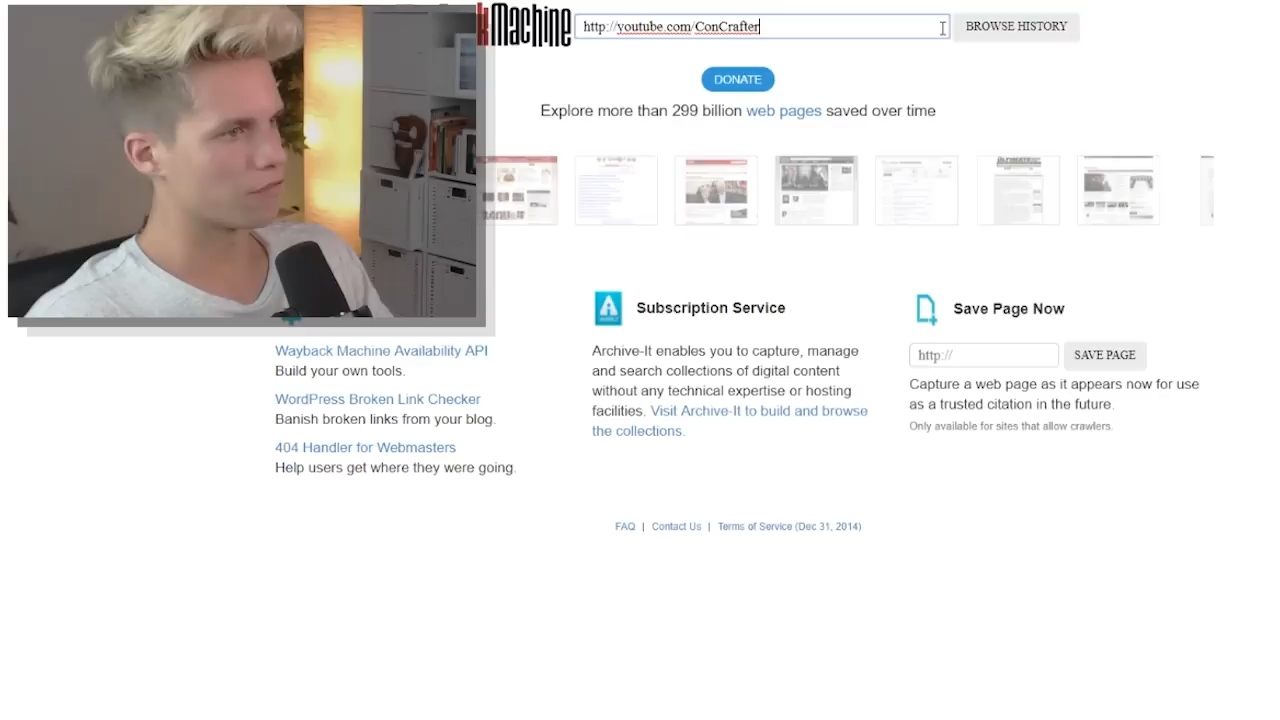 kMachine
http://youtube.com/ConCrafter
BROWSE HISTORY
DONATE
Explore more than 299 billion web pages saved over time
Subscription Service
Save Page Now
Wayback Machine Availability API
Build your own tools.
WordPress Broken Link Checker
Banish broken links from your blog.
404 Handler for Webmasters
Help users get where they were going.
Archive-It enables you to capture, manage
and search collections of digital content
without any technical expertise or hosting
facilities. Visit Archive-It to build and browse
the collections.
http://
SAVE PAGE
Capture a web page as it appears now for use
as a trusted citation in the future.
Only available for sites that allow crawlers.
FAQ | Contact Us | Terms of Service (Dec 31, 2014)